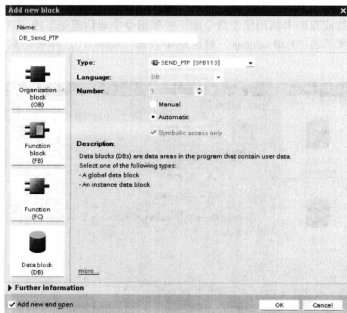 Add new block
Name:
DB_Send_PTP
Organization
block
(OB)
Function
block
(FB)
Function
(FC)
Data block
(DB)
Type:
SEND_PTP [SFB113]
Language:
DB
Number
Manual
Automatic
Symbolic access only
Description:
Data blocks (DBs) are data areas in the program that contain user data.
Select one of the following types:
- A global data block
- An instance data block
more...
Further information
Add new and open
OK
Cancel